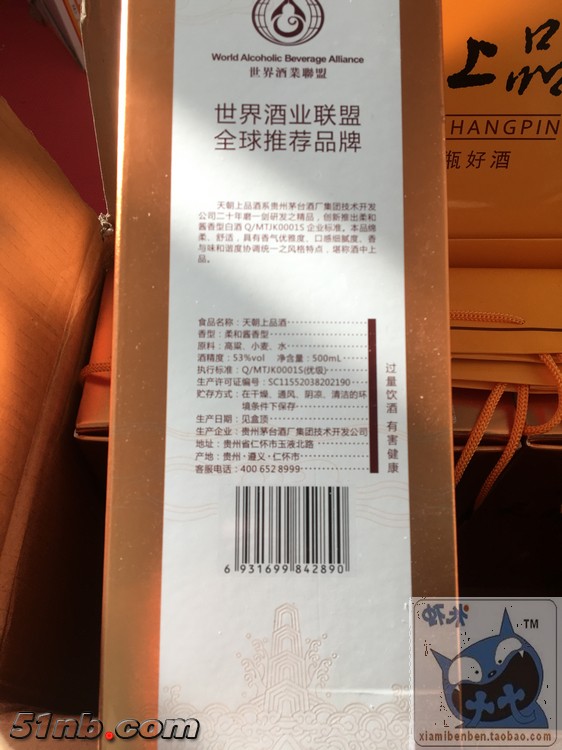 World Alcoholic Beverage Alliance
世界酒業聯盟
世界酒业联盟
全球推荐品牌
天朝上品酒系贵州茅台酒厂集团技术开发
公司二十年磨一剑研发之精品，创新推出柔和
酱香型白酒 Q/MTJK0001S 企业标准。本品绵
柔、舒适，具有香气优雅度、口感细腻度、香
与味和谐度协调统一之风格特点，堪称酒中上
品。
食品名称：天朝上品酒
香型：柔和酱香型
原料：高粱、小麦、水
酒精度：53%vol 净含量：500mL
执行标准：Q/MTJK0001S(优级)
生产许可证编号：SC11552038202190
贮存方式：在干燥、通风、阴凉、清洁的环
境条件下保存
生产日期：见盒顶
生产企业：贵州茅台酒厂集团技术开发公司
地址：贵州省仁怀市玉液北路
产地：贵州·遵义·仁怀市
客服电话：400 652 8999
过量饮酒 有害健康
6 931699 842890
上品
HANGPIN
瓶好酒
51nb.com
TM
xiamibenben.taobao.com